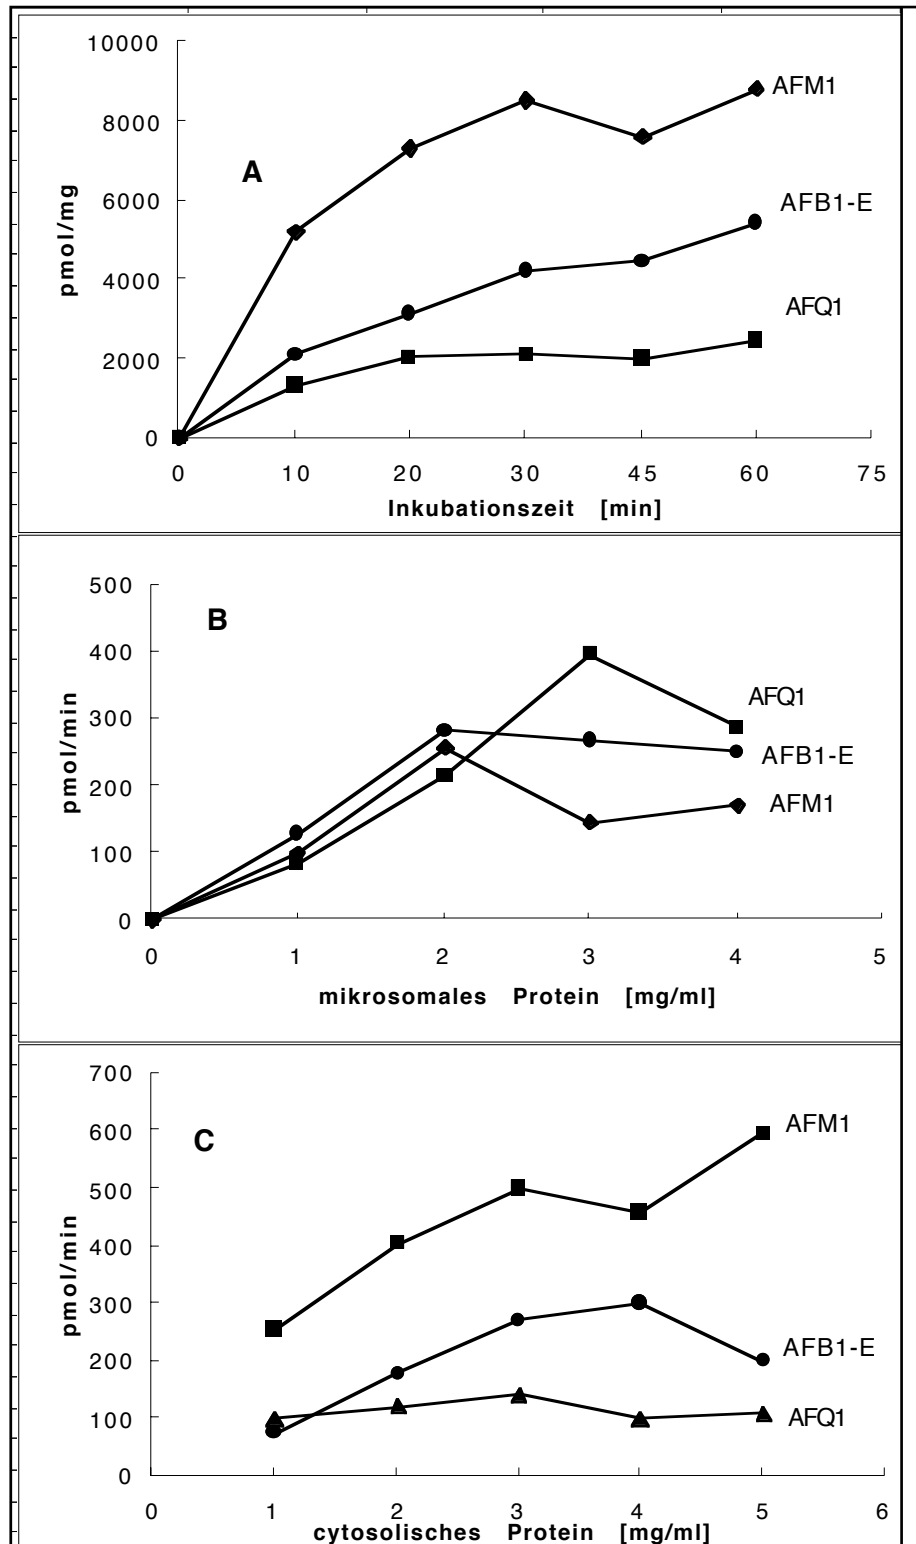 10000
AFM1
8000
A
6000
pmol/mg
AFB1-E
4000
AFQ1
2000
0
0 10 20 30 45 60 75
Inkubationszeit [min]
500
B
400
AFQ1
300
pmol/min
AFB1-E
200
AFM1
100
0
0 1 2 3 4 5
mikrosomales Protein [mg/ml]
700
AFM1
600
C
500
400
pmol/min
300
AFB1-E
200
AFQ1
100
0
0 1 2 3 4 5 6
cytosolisches Protein [mg/ml]